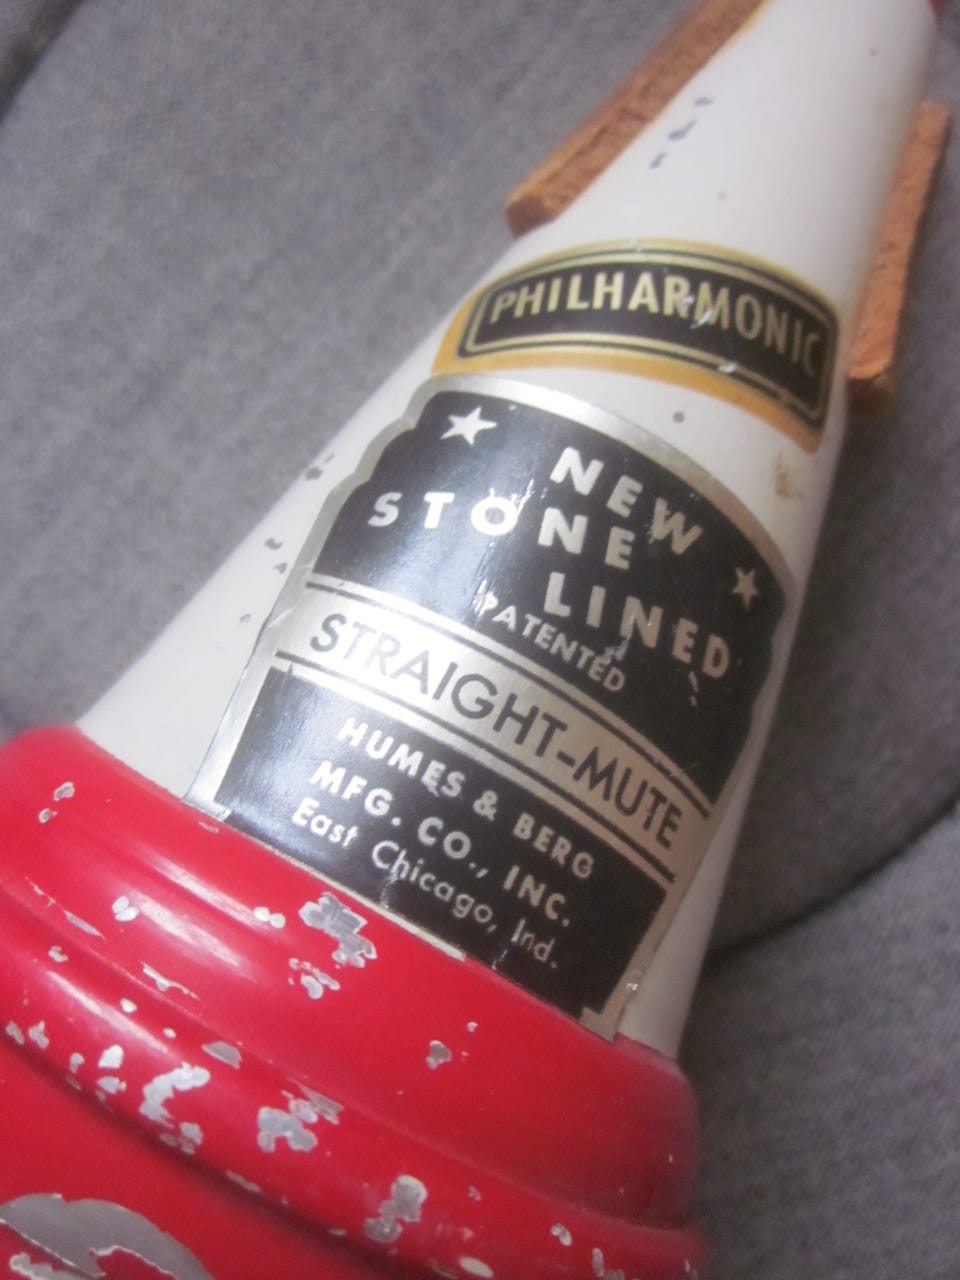 PHILHARMONIC
NEW
STONE
LINED
PATENTED
STRAIGHT-MUTE
HUMES & BERG
MFG. CO., INC.
East Chicago, Ind.